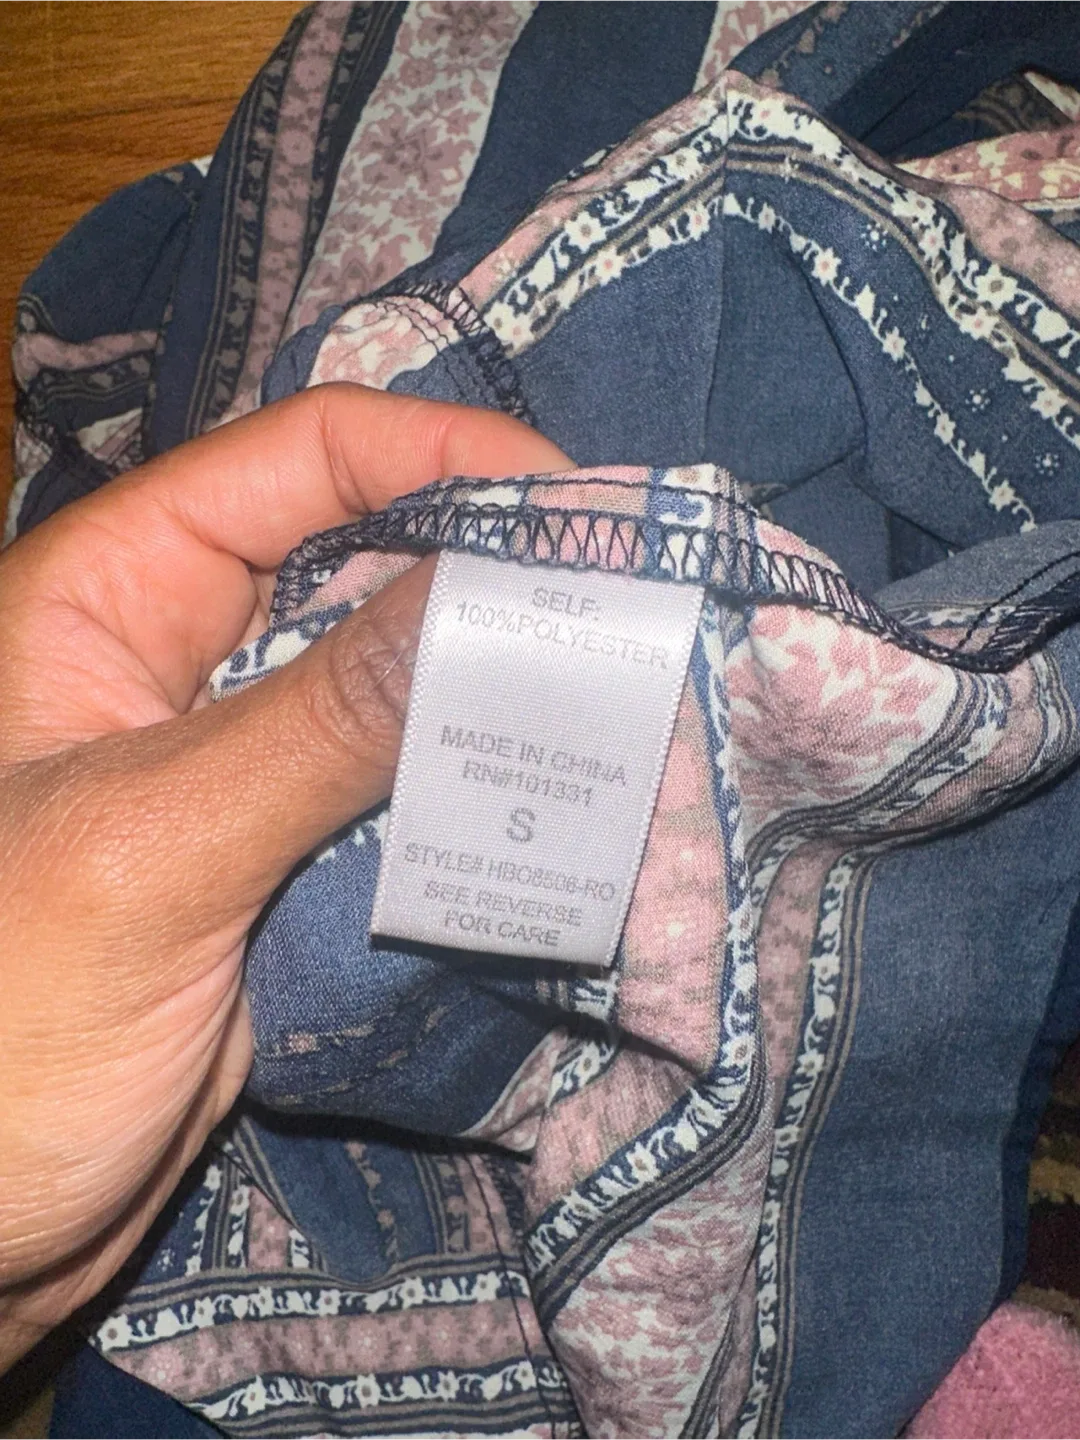 SELF:
100%POLYESTER
MADE IN CHINA
RN#101331
S
STYLE# HBO8506-RO
SEE REVERSE
FOR CARE